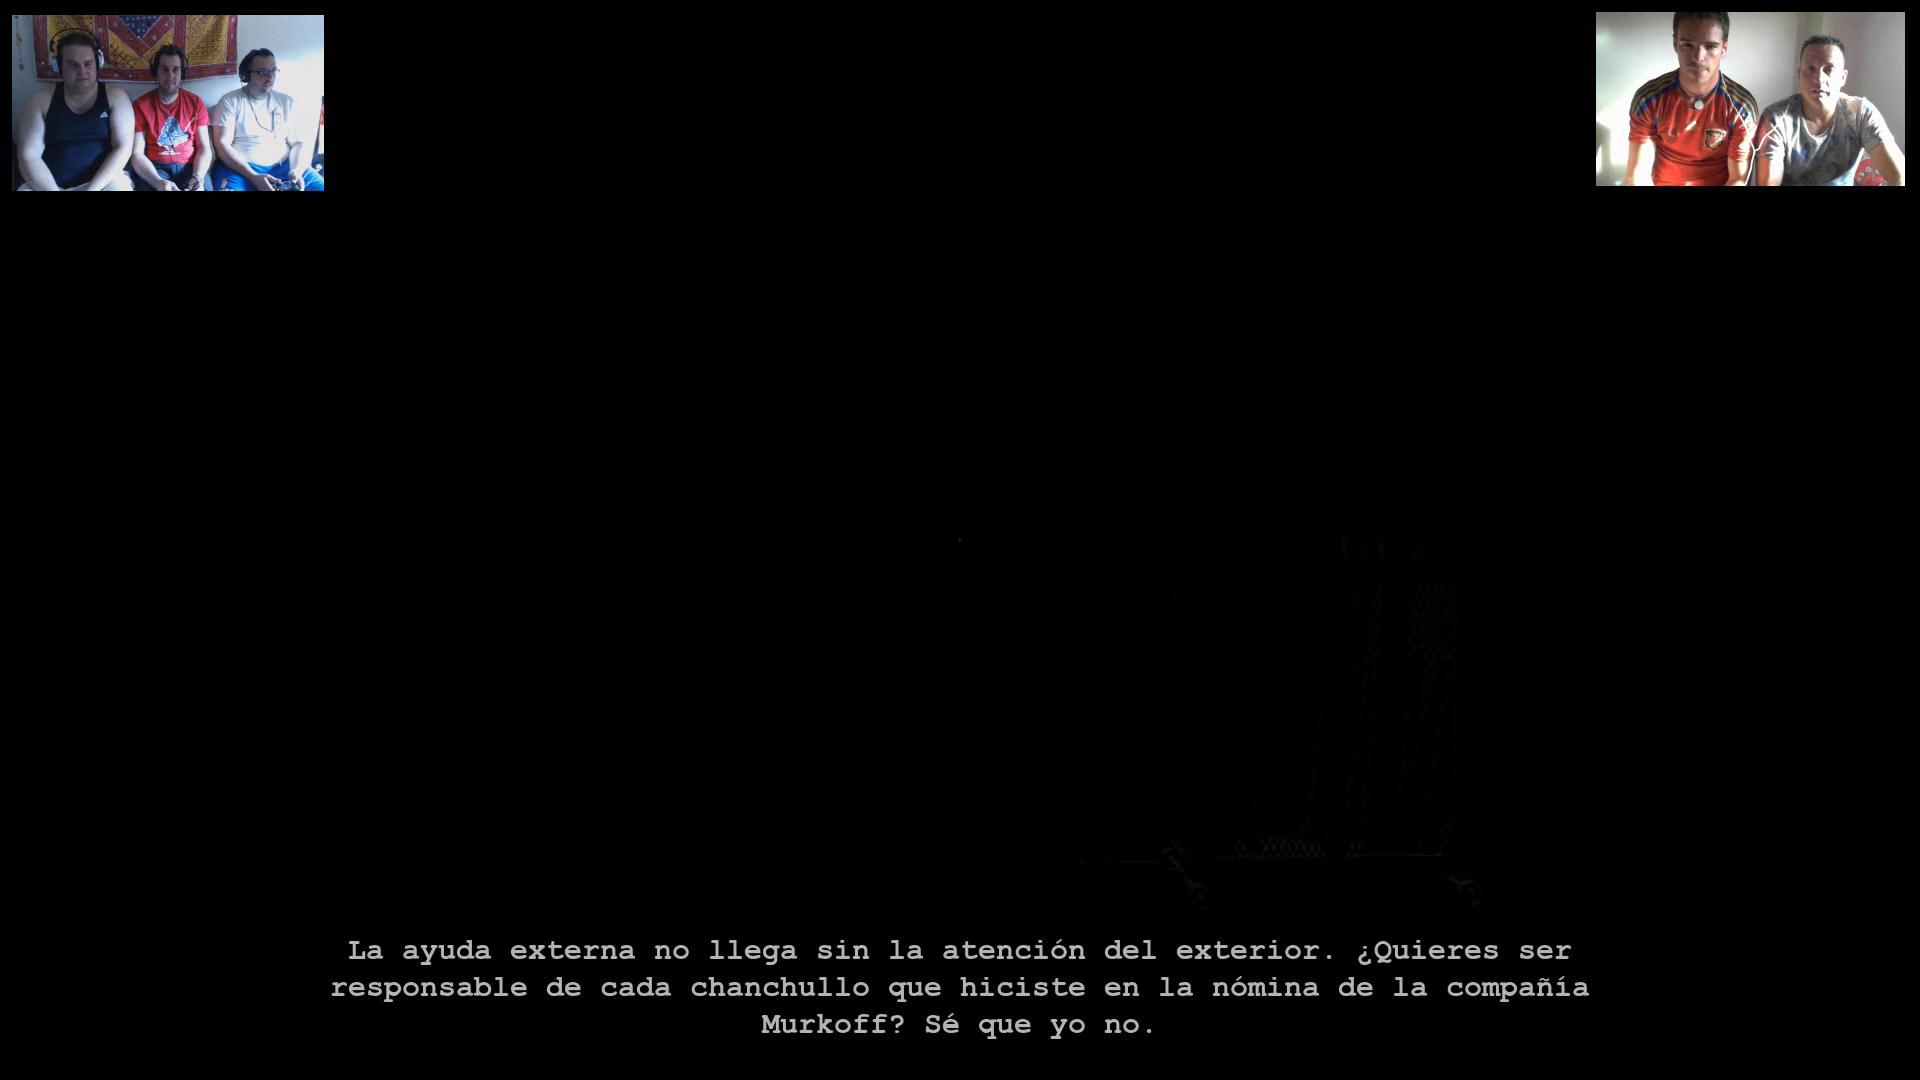 La ayuda externa no llega sin la atención del exterior. ¿Quieres ser
responsable de cada chanchullo que hiciste en la nómina de la compañía
Murkoff? Sé que yo no.